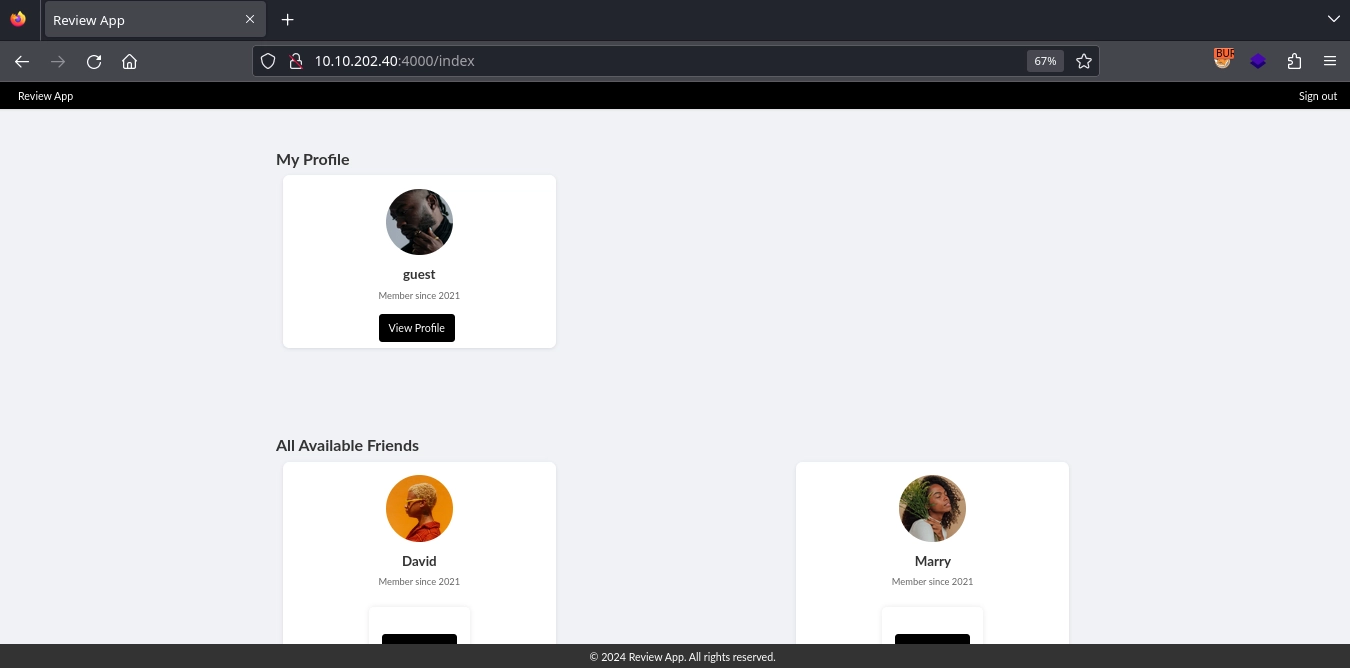 Review App
10.10.202.40:4000/index
67%
BUR
Review App
Sign out
My Profile
guest
Member since 2021
View Profile
All Available Friends
David
Marry
Member since 2021
Member since 2021
© 2024 Review App. All rights reserved.